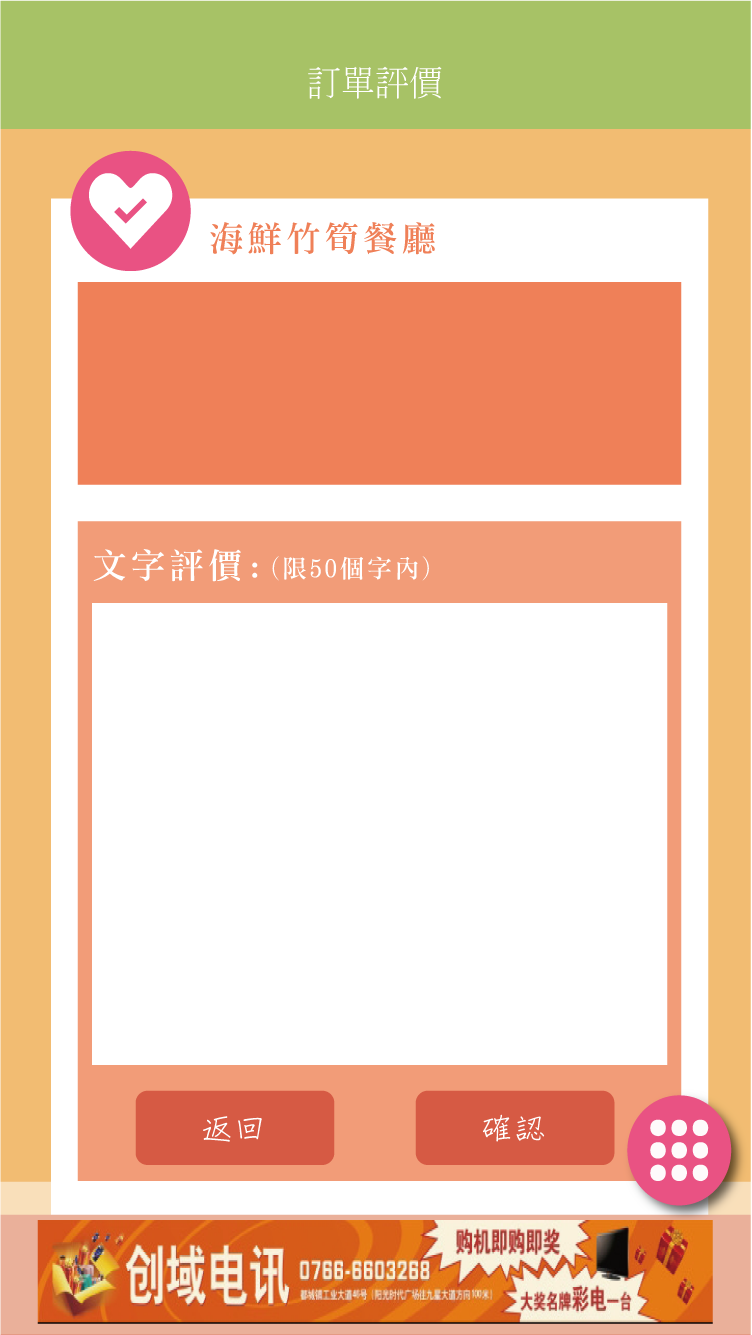 訂單評價
海鮮竹筍餐廳
文字評價:(限50個字內)
返回
確認
创域电讯 0766-6603268
都城镇工业大道46号(阳光时代广场往九星大道方向100米)
购机即购即奖
大奖名牌彩电一台